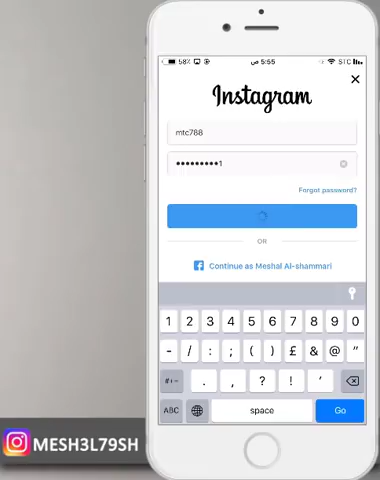 58% 5:55 ص STC
Instagram
mtc788
•••••••••1
Forgot password?
OR
Continue as Meshal Al-shammari
1 2 3 4 5 6 7 8 9 0
- / : ; ( ) £ & @ "
#+= . , ? ! '
ABC space Go
MESH3L79SH